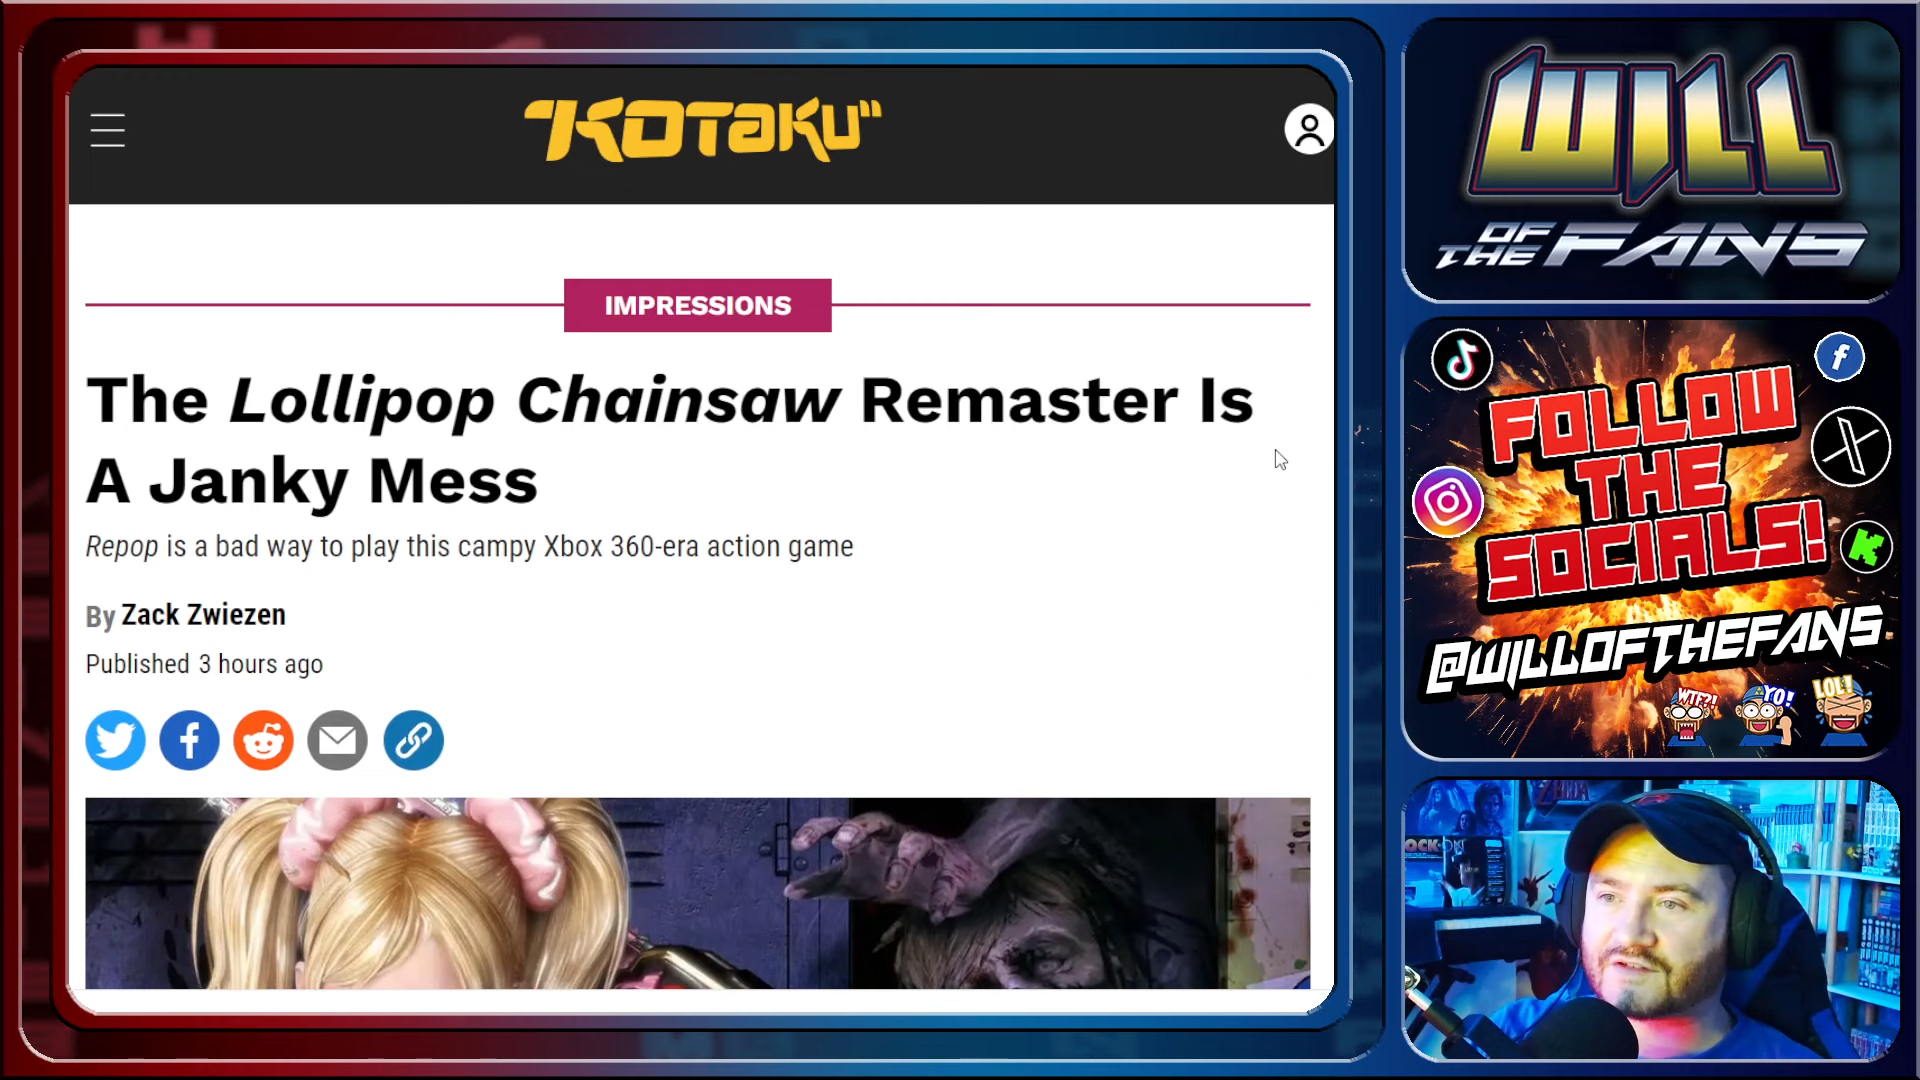 KOTAKU
IMPRESSIONS
The Lollipop Chainsaw Remaster Is
A Janky Mess
Repop is a bad way to play this campy Xbox 360-era action game
By Zack Zwiezen
Published 3 hours ago
WILL
OF THE FANS
FOLLOW
THE
SOCIALS!
@WILLOFTHEFANS
WTF?!
YO!
LOL!